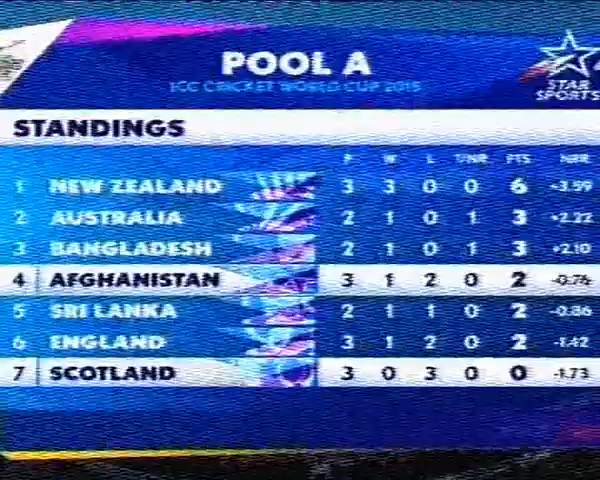 POOL A
ICC CRICKET WORLD CUP 2015
STAR
SPORTS
STANDINGS
P W L T/NR PTS NRR
1 NEW ZEALAND 3 3 0 0 6 +3.59
2 AUSTRALIA 2 1 0 1 3 +2.22
3 BANGLADESH 2 1 0 1 3 +2.10
4 AFGHANISTAN 3 1 2 0 2 -0.76
5 SRI LANKA 2 1 1 0 2 -0.86
6 ENGLAND 3 1 2 0 2 -1.42
7 SCOTLAND 3 0 3 0 0 -1.73